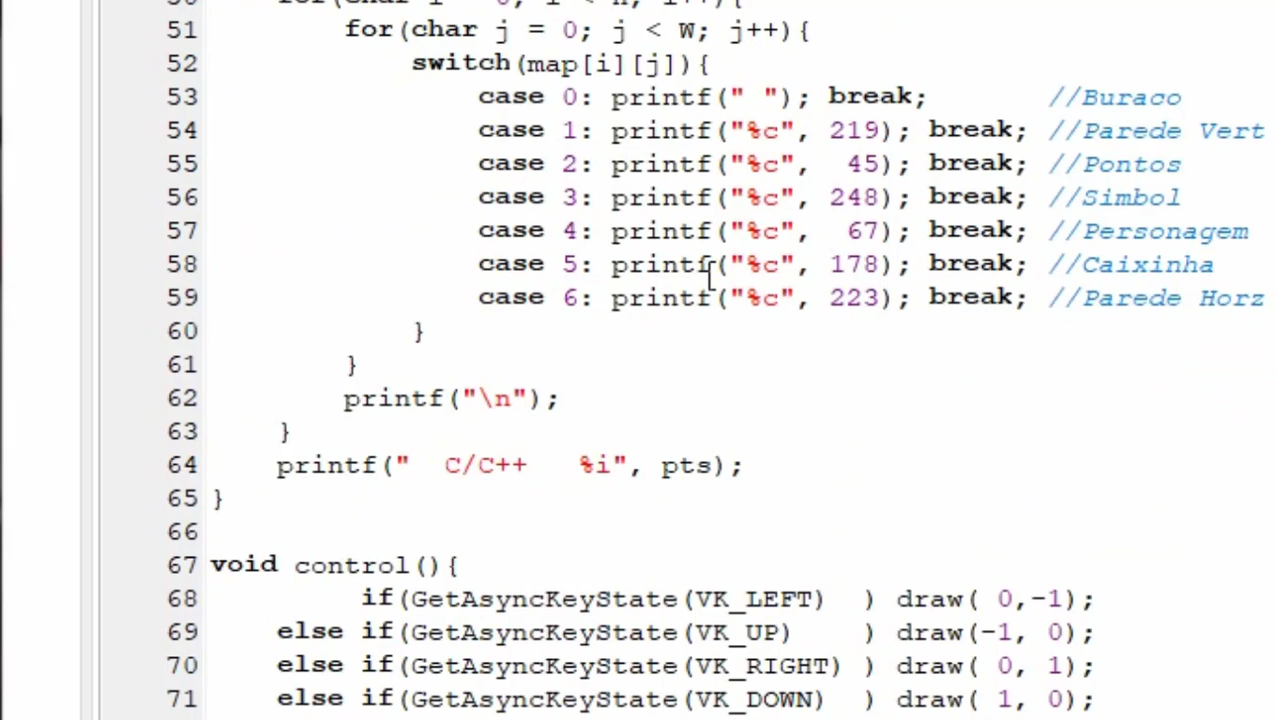 51 for(char j = 0; j < W; j++){
52 switch(map[i][j]){
53 case 0: printf(" "); break; //Buraco
54 case 1: printf("%c", 219); break; //Parede Vert
55 case 2: printf("%c", 45); break; //Pontos
56 case 3: printf("%c", 248); break; //Simbol
57 case 4: printf("%c", 67); break; //Personagem
58 case 5: printf("%c", 178); break; //Caixinha
59 case 6: printf("%c", 223); break; //Parede Horz
60 }
61 }
62 printf("\n");
63 }
64 printf("  C/C++   %i", pts);
65 }
66
67 void control(){
68 if(GetAsyncKeyState(VK_LEFT) ) draw( 0,-1);
69 else if(GetAsyncKeyState(VK_UP) ) draw(-1, 0);
70 else if(GetAsyncKeyState(VK_RIGHT) ) draw( 0, 1);
71 else if(GetAsyncKeyState(VK_DOWN) ) draw( 1, 0);